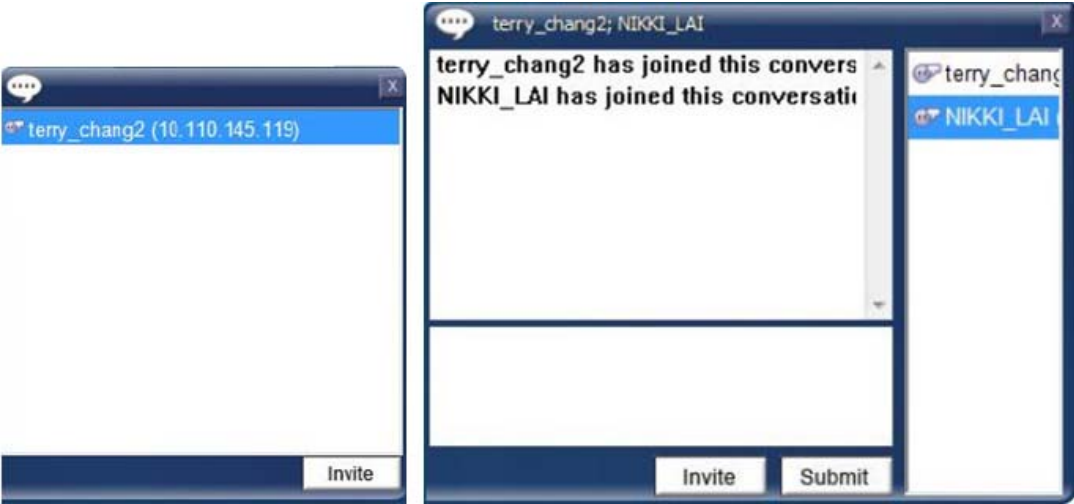 terry_chang2 (10.110.145.119)
Invite
terry_chang2; NIKKI_LAI
X
terry_chang2 has joined this convers
NIKKI_LAI has joined this conversati
terry_chang
NIKKI_LAI (
Invite
Submit
X